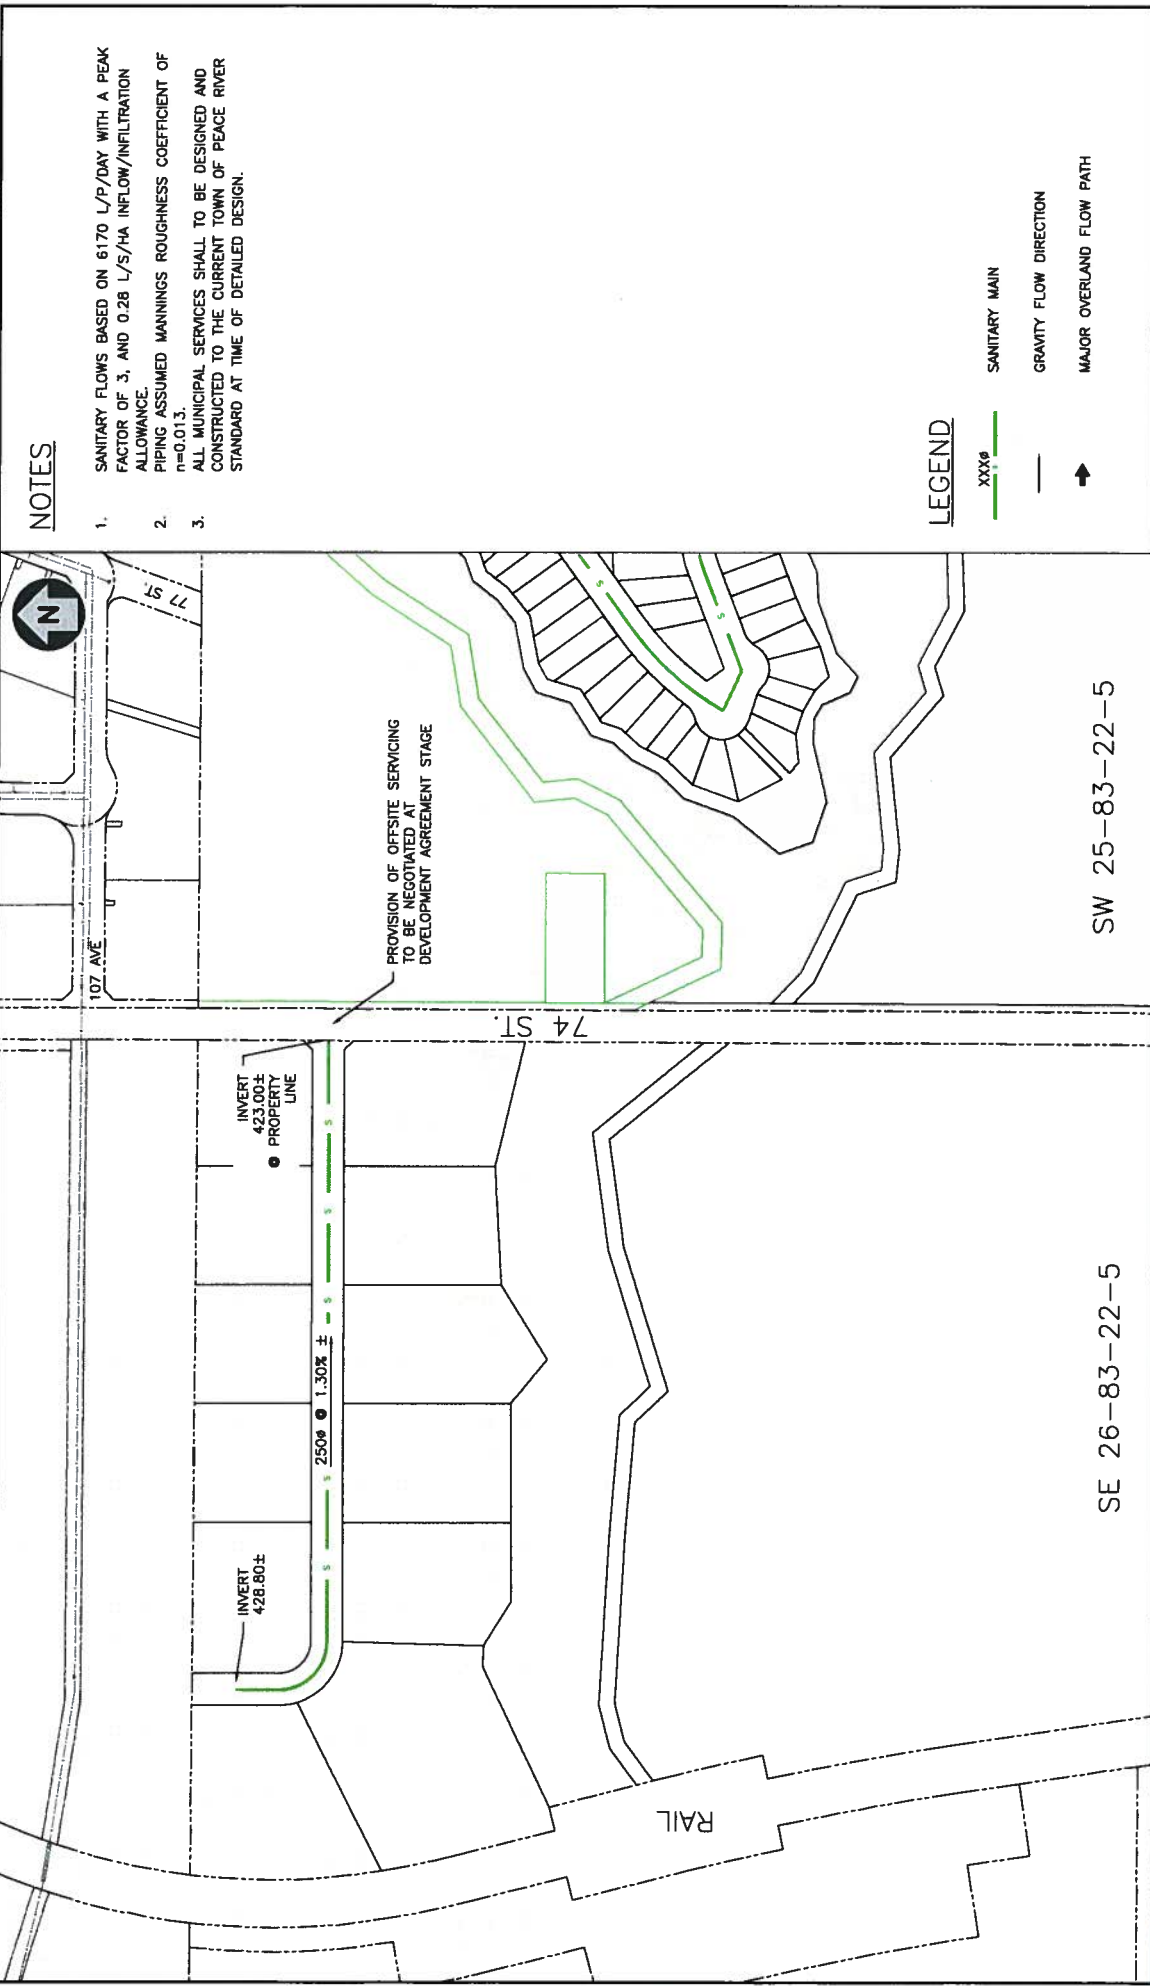 NOTES
1. SANITARY FLOWS BASED ON 6170 L/P/DAY WITH A PEAK
FACTOR OF 3, AND 0.28 L/S/HA INFLOW/INFILTRATION
ALLOWANCE.
2. PIPING ASSUMED MANNINGS ROUGHNESS COEFFICIENT OF
n=0.013.
3. ALL MUNICIPAL SERVICES SHALL TO BE DESIGNED AND
CONSTRUCTED TO THE CURRENT TOWN OF PEACE RIVER
STANDARD AT TIME OF DETAILED DESIGN.
LEGEND
XXXø
S
SANITARY MAIN
GRAVITY FLOW DIRECTION
MAJOR OVERLAND FLOW PATH
N
77 ST.
107 AVE
PROVISION OF OFFSITE SERVICING
TO BE NEGOTIATED AT
DEVELOPMENT AGREEMENT STAGE
74 ST.
INVERT
423.00±
@ PROPERTY
LINE
S
S
S
250ø @ 1.30% ±
S
S
INVERT
428.80±
S
S
RAIL
SW 25-83-22-5
SE 26-83-22-5